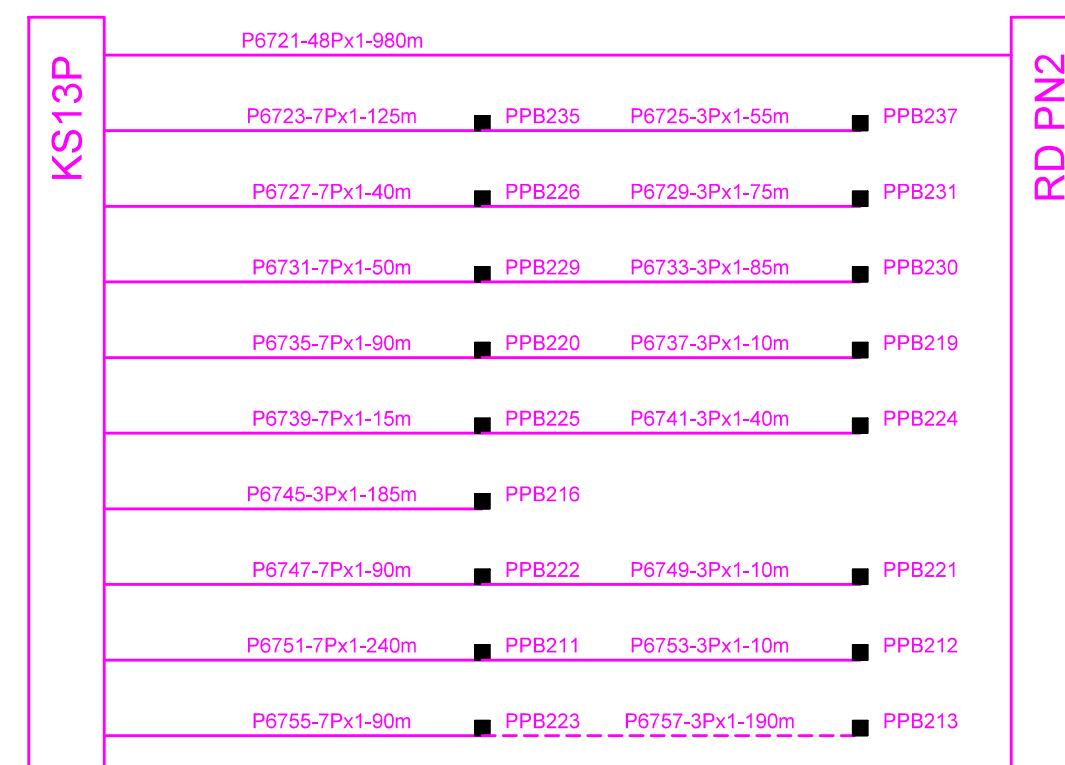 KS13P
P6721-48Px1-980m
RD PN2
P6723-7Px1-125m PPB235 P6725-3Px1-55m PPB237
P6727-7Px1-40m PPB226 P6729-3Px1-75m PPB231
P6731-7Px1-50m PPB229 P6733-3Px1-85m PPB230
P6735-7Px1-90m PPB220 P6737-3Px1-10m PPB219
P6739-7Px1-15m PPB225 P6741-3Px1-40m PPB224
P6745-3Px1-185m PPB216
P6747-7Px1-90m PPB222 P6749-3Px1-10m PPB221
P6751-7Px1-240m PPB211 P6753-3Px1-10m PPB212
P6755-7Px1-90m PPB223 P6757-3Px1-190m PPB213